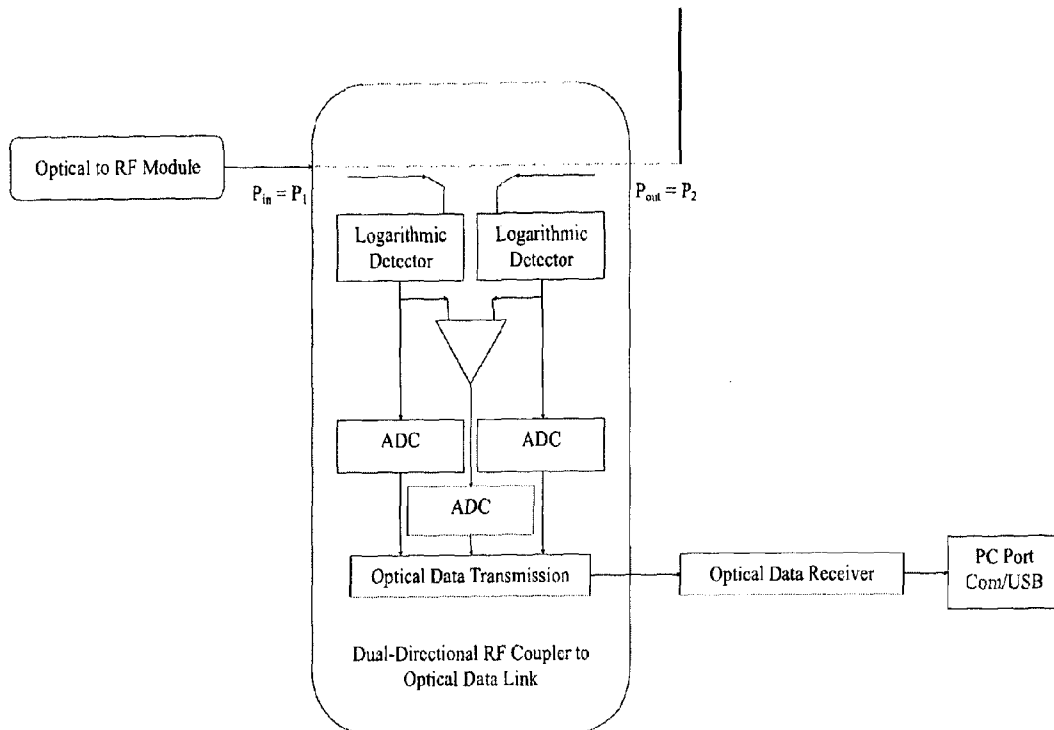 Optical to RF Module
P_in = P_1
P_out = P_2
Logarithmic
Detector
Logarithmic
Detector
ADC
ADC
ADC
Optical Data Transmission
Optical Data Receiver
PC Port
Com/USB
Dual-Directional RF Coupler to
Optical Data Link